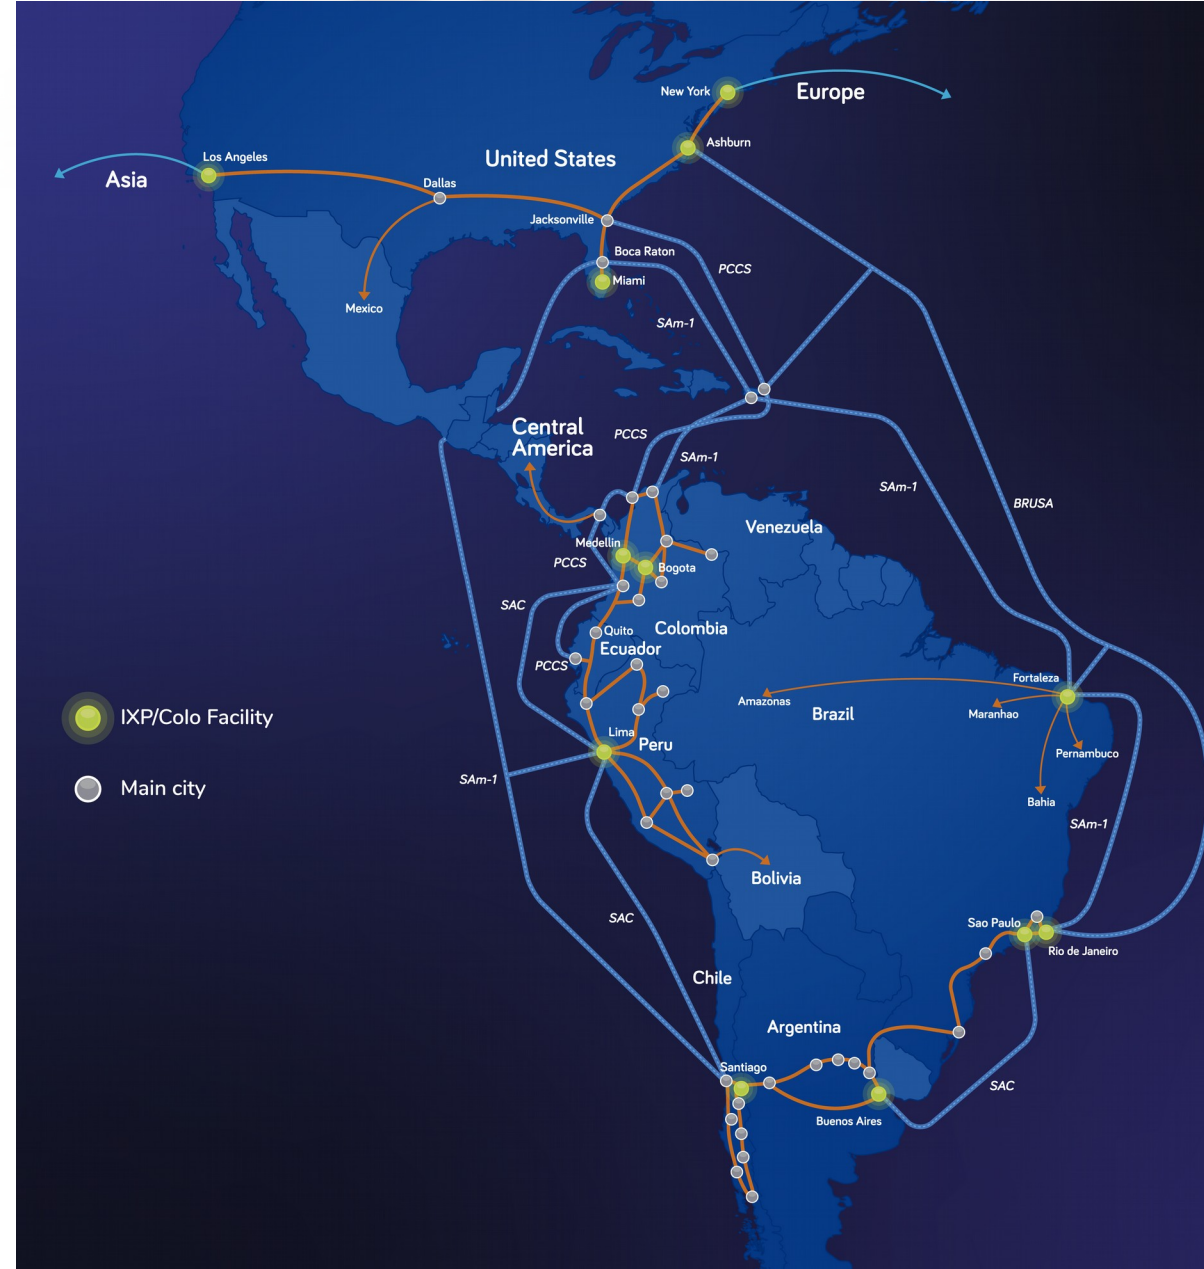 New York
Europe
Ashburn
United States
Los Angeles
Asia
Dallas
Jacksonville
Boca Raton
PCCS
Miami
Mexico
SAm-1
Central
America
PCCS
SAm-1
SAm-1
BRUSA
Venezuela
Medellin
PCCS
Bogota
SAC
Quito
Colombia
Ecuador
PCCS
Fortaleza
Amazonas
Maranhao
Brazil
IXP/Colo Facility
Lima
Peru
Pernambuco
SAm-1
Main city
Bahia
SAm-1
Bolivia
SAC
Sao Paulo
Rio de Janeiro
Chile
Argentina
Santiago
SAC
Buenos Aires